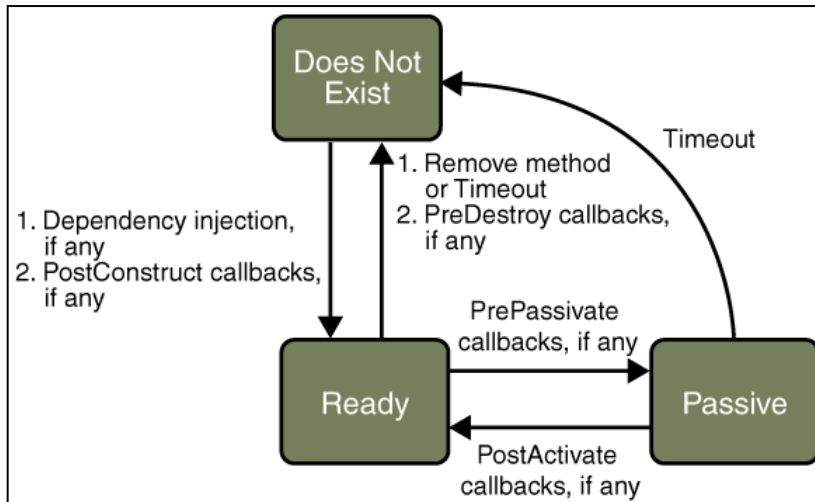 Does Not
Exist
Timeout
1. Remove method
or Timeout
2. PreDestroy callbacks,
if any
1. Dependency injection,
if any
2. PostConstruct callbacks,
if any
PrePassivate
callbacks, if any
Ready
Passive
PostActivate
callbacks, if any